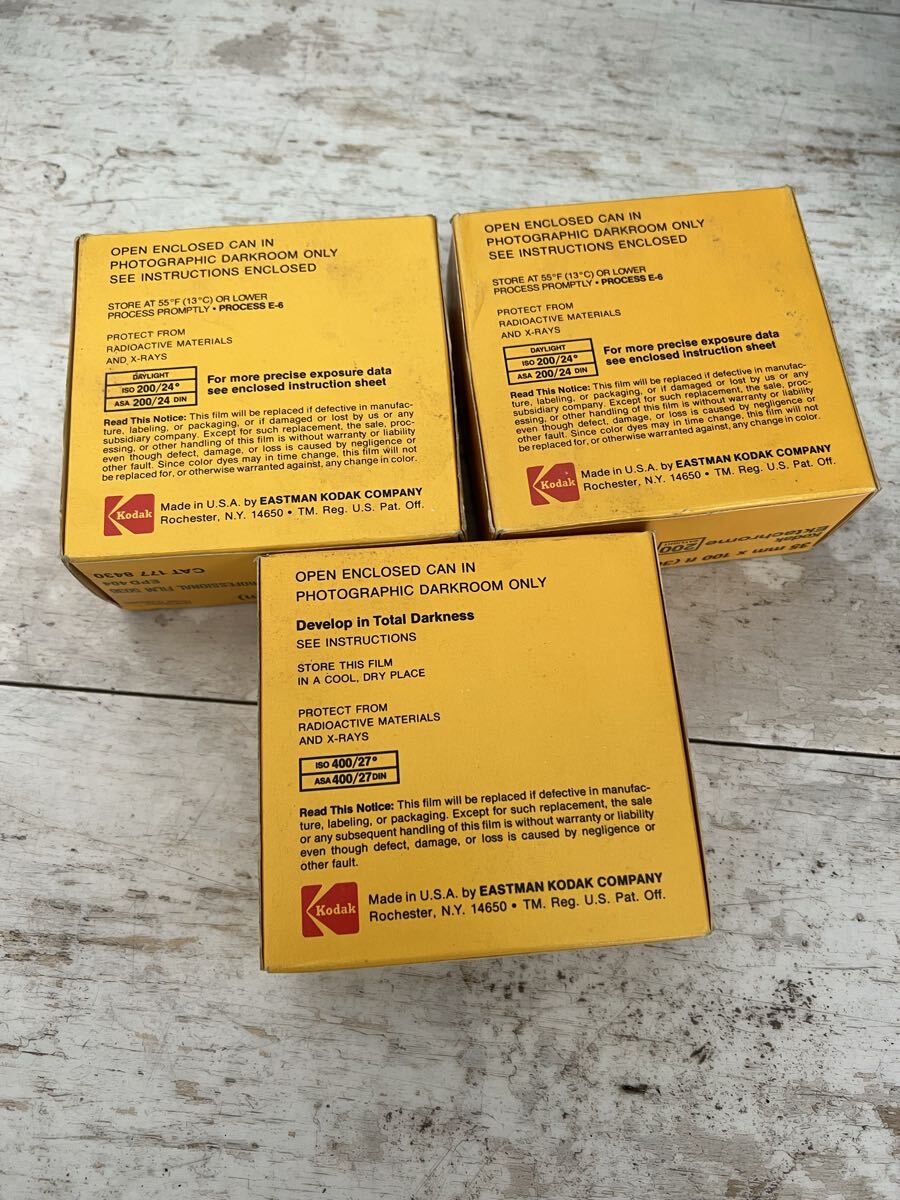 OPEN ENCLOSED CAN IN
PHOTOGRAPHIC DARKROOM ONLY
SEE INSTRUCTIONS ENCLOSED
STORE AT 55°F (13°C) OR LOWER
PROCESS PROMPTLY • PROCESS E-6
PROTECT FROM
RADIOACTIVE MATERIALS
AND X-RAYS
DAYLIGHT
ISO 200/24°
ASA 200/24 DIN
For more precise exposure data
see enclosed instruction sheet
Read This Notice: This film will be replaced if defective in manufac-
ture, labeling, or packaging, or if damaged or lost by us or any
subsidiary company. Except for such replacement, the sale, proc-
essing, or other handling of this film is without warranty or liability
even though defect, damage, or loss is caused by negligence or
other fault. Since color dyes may in time change, this film will not
be replaced for, or otherwise warranted against, any change in color.
Kodak
Made in U.S.A. by EASTMAN KODAK COMPANY
Rochester, N.Y. 14650 • TM. Reg. U.S. Pat. Off.
PROFESSIONAL FILM 5036
EPD 404
CAT 177 8430
OPEN ENCLOSED CAN IN
PHOTOGRAPHIC DARKROOM ONLY
SEE INSTRUCTIONS ENCLOSED
STORE AT 55°F (13°C) OR LOWER
PROCESS PROMPTLY • PROCESS E-6
PROTECT FROM
RADIOACTIVE MATERIALS
AND X-RAYS
DAYLIGHT
ISO 200/24°
ASA 200/24 DIN
For more precise exposure data
see enclosed instruction sheet
Read This Notice: This film will be replaced if defective in manufac-
ture, labeling, or packaging, or if damaged or lost by us or any
subsidiary company. Except for such replacement, the sale, proc-
essing, or other handling of this film is without warranty or liability
even though defect, damage, or loss is caused by negligence or
other fault. Since color dyes may in time change, this film will not
be replaced for, or otherwise warranted against, any change in color.
Kodak
Made in U.S.A. by EASTMAN KODAK COMPANY
Rochester, N.Y. 14650 • TM. Reg. U.S. Pat. Off.
Kodak
Ektachrome 200
35 mm x 100 ft
OPEN ENCLOSED CAN IN
PHOTOGRAPHIC DARKROOM ONLY
Develop in Total Darkness
SEE INSTRUCTIONS
STORE THIS FILM
IN A COOL, DRY PLACE
PROTECT FROM
RADIOACTIVE MATERIALS
AND X-RAYS
ISO 400/27°
ASA 400/27 DIN
Read This Notice: This film will be replaced if defective in manufac-
ture, labeling, or packaging. Except for such replacement, the sale
or any subsequent handling of this film is without warranty or liability
even though defect, damage, or loss is caused by negligence or
other fault.
Kodak
Made in U.S.A. by EASTMAN KODAK COMPANY
Rochester, N.Y. 14650 • TM. Reg. U.S. Pat. Off.